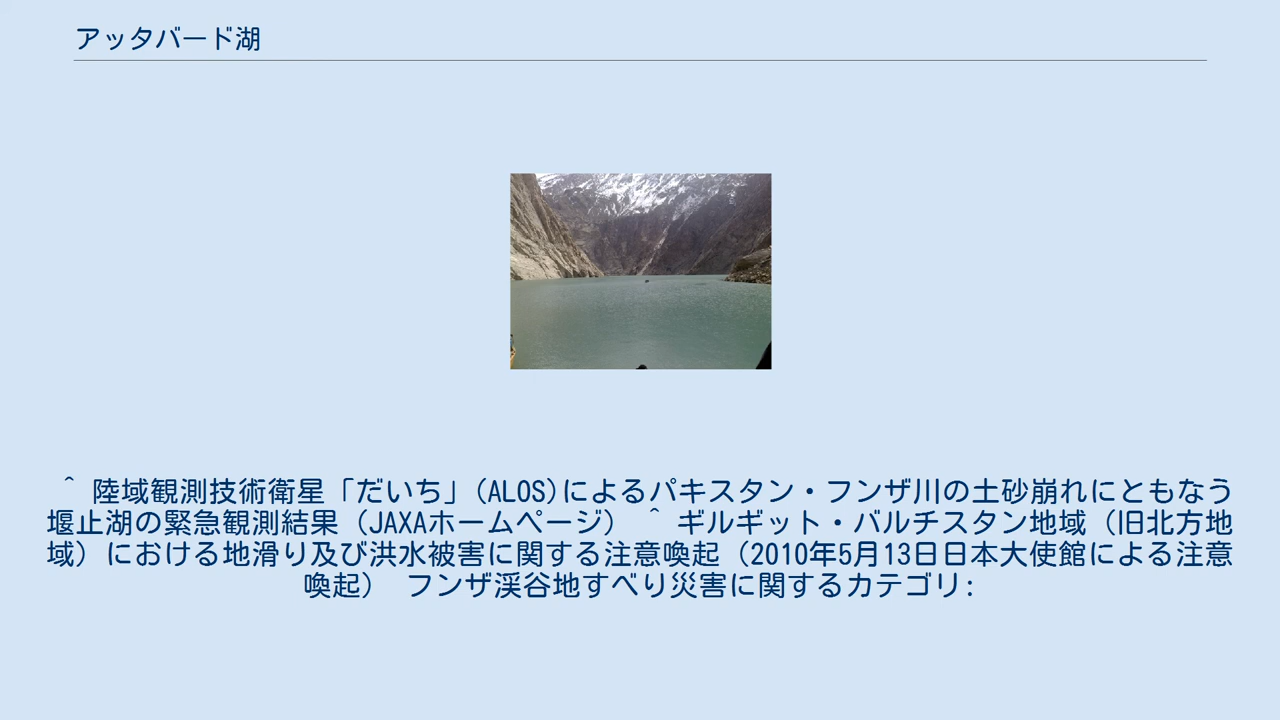 アッタバード湖
^ 陸域観測技術衛星「だいち」(ALOS)によるパキスタン・フンザ川の土砂崩れにともなう
堰止湖の緊急観測結果（JAXAホームページ） ^ ギルギット・バルチスタン地域（旧北方地
域）における地滑り及び洪水被害に関する注意喚起（2010年5月13日日本大使館による注意
喚起） フンザ渓谷地すべり災害に関するカテゴリ: